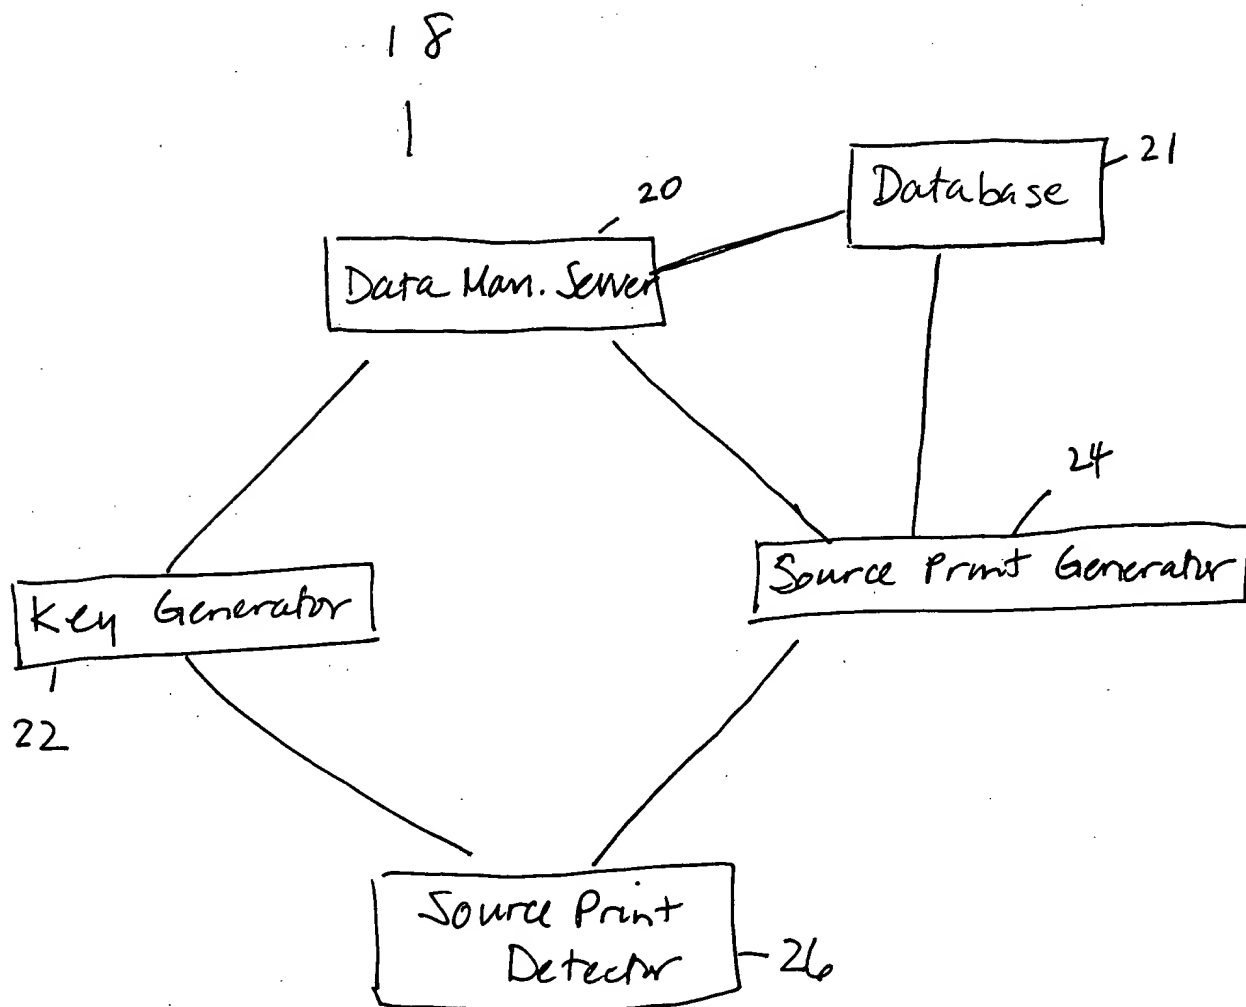 18
21
Database
20
Data Man. Server
24
Source Print Generator
Key Generator
22
Source Print
Detector
26